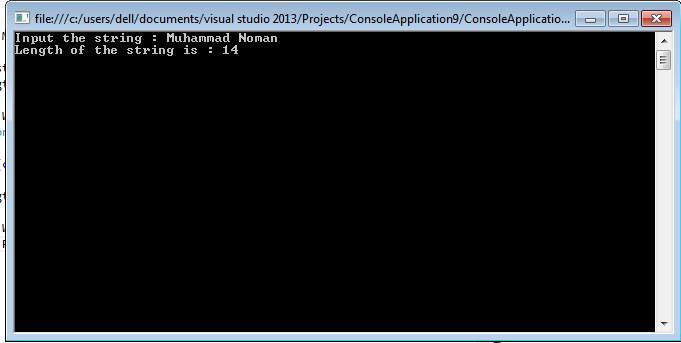 file:///c:/users/dell/documents/visual studio 2013/Projects/ConsoleApplication9/ConsoleApplicatio...
Input the string : Muhammad Noman
Length of the string is : 14